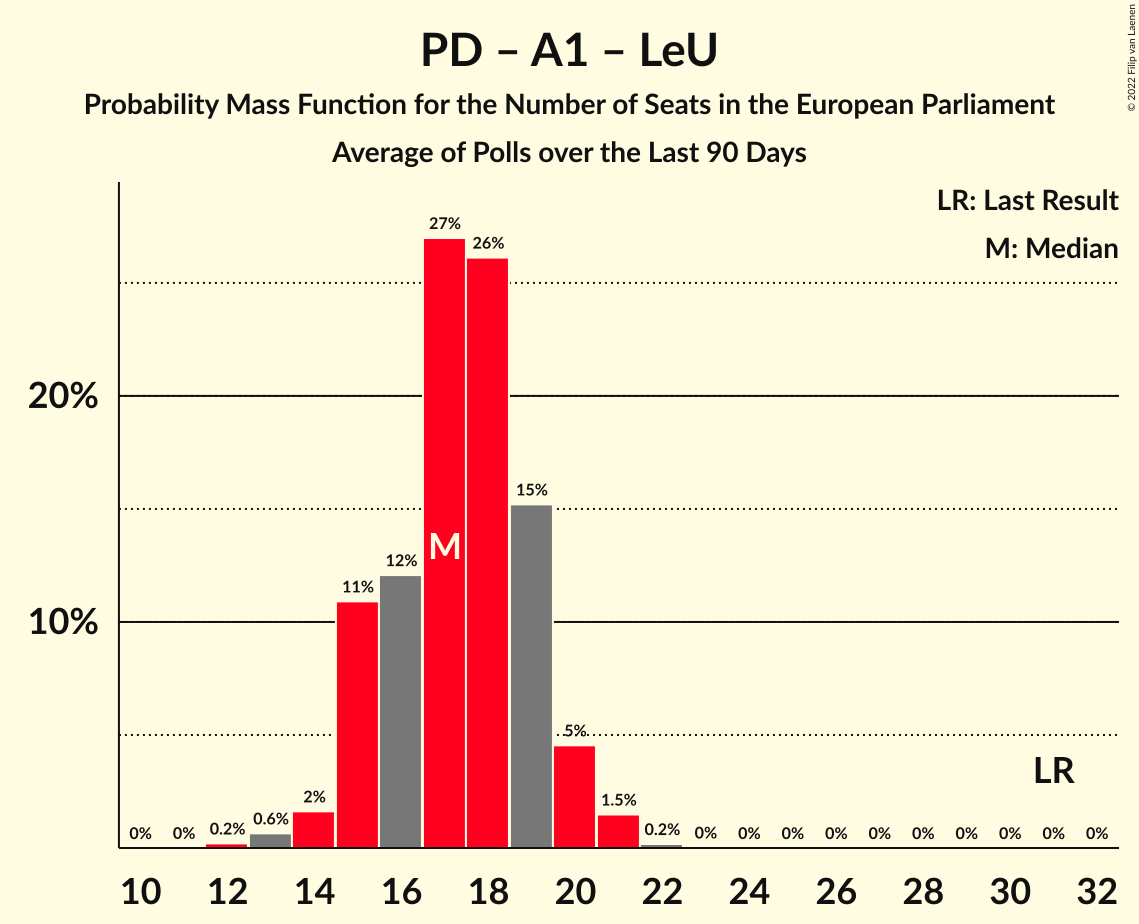 PD – A1 – LeU
Probability Mass Function for the Number of Seats in the European Parliament
Average of Polls over the Last 90 Days
© 2022 Filip van Laenen
LR: Last Result
M: Median
27%
26%
20%
15%
M
12%
11%
10%
5%
LR
2%
1.5%
0% 0% 0.2% 0.6% 0.2% 0% 0% 0% 0% 0% 0% 0% 0% 0% 0%
10 12 14 16 18 20 22 24 26 28 30 32